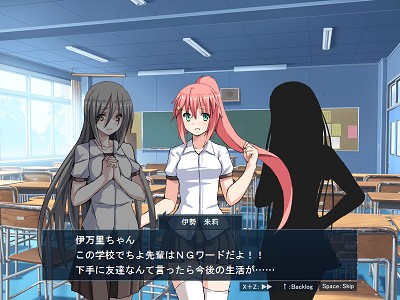 伊勢 朱莉
伊万里ちゃん
この学校でちよ先輩はＮＧワードだよ！！
下手に友達なんて言ったら今後の生活が……
X+Z: ▶▶ ↑:Backlog Space: Skip